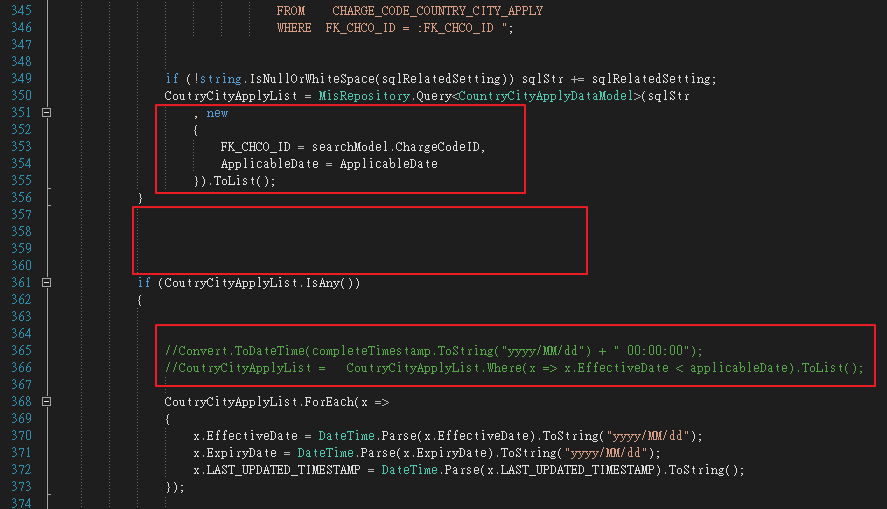 345 FROM CHARGE_CODE_COUNTRY_CITY_APPLY
346 WHERE FK_CHCO_ID = :FK_CHCO_ID ";
347
348
349 if (!string.IsNullOrWhiteSpace(sqlRelatedSetting)) sqlStr += sqlRelatedSetting;
350 CoutryCityApplyList = MisRepository.Query<CountryCityApplyDataModel>(sqlStr
351 , new
352 {
353 FK_CHCO_ID = searchModel.ChargeCodeID,
354 ApplicableDate = ApplicableDate
355 }).ToList();
356 }
357
358
359
360
361 if (CoutryCityApplyList.IsAny())
362 {
363
364
365 //Convert.ToDateTime(completeTimestamp.ToString("yyyy/MM/dd") + " 00:00:00");
366 //CoutryCityApplyList = CoutryCityApplyList.Where(x => x.EffectiveDate < applicableDate).ToList();
367
368 CoutryCityApplyList.ForEach(x =>
369 {
370 x.EffectiveDate = DateTime.Parse(x.EffectiveDate).ToString("yyyy/MM/dd");
371 x.ExpiryDate = DateTime.Parse(x.ExpiryDate).ToString("yyyy/MM/dd");
372 x.LAST_UPDATED_TIMESTAMP = DateTime.Parse(x.LAST_UPDATED_TIMESTAMP).ToString();
373 });
374